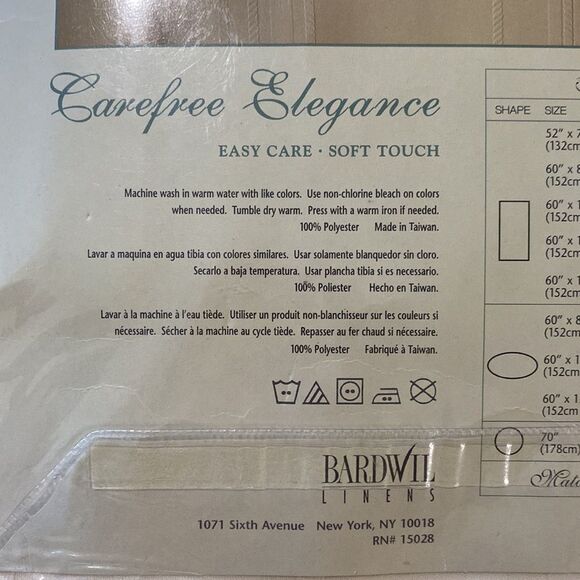 Carefree Elegance
EASY CARE · SOFT TOUCH
Machine wash in warm water with like colors. Use non-chlorine bleach on colors
when needed. Tumble dry warm. Press with a warm iron if needed.
100% Polyester Made in Taiwan.
Lavar a maquina en agua tibia con colores similares. Usar solamente blanquedor sin cloro.
Secarlo a baja temperatura. Usar plancha tibia si es necessario.
100% Poliester Hecho en Taiwan.
Lavar à la machine à l'eau tiède. Utiliser un produit non-blanchisseur sur les couleurs si
nécessaire. Sécher à la machine au cycle tiède. Repasser au fer chaud si nécessaire.
100% Polyester Fabriqué à Taiwan.
BARDWIL
LINENS
1071 Sixth Avenue New York, NY 10018
RN# 15028
SHAPE SIZE
52" x 7
(132cm
60" x 8
(152cm
60" x 1
(152cm
60" x 1
(152cm
60" x 1
(152cm
60" x 8
(152cm
60" x 1
(152cm
60" x 1
(152cm
70"
(178cm)